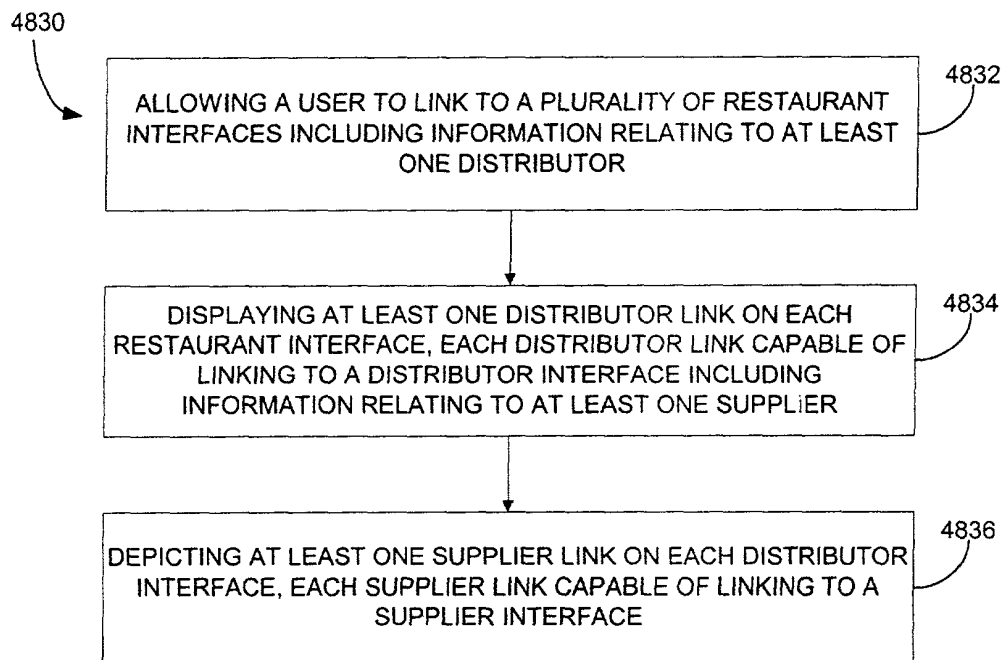 4830
4832
ALLOWING A USER TO LINK TO A PLURALITY OF RESTAURANT
INTERFACES INCLUDING INFORMATION RELATING TO AT LEAST
ONE DISTRIBUTOR
4834
DISPLAYING AT LEAST ONE DISTRIBUTOR LINK ON EACH
RESTAURANT INTERFACE, EACH DISTRIBUTOR LINK CAPABLE OF
LINKING TO A DISTRIBUTOR INTERFACE INCLUDING
INFORMATION RELATING TO AT LEAST ONE SUPPLiER
4836
DEPICTING AT LEAST ONE SUPPLIER LINK ON EACH DISTRIBUTOR
INTERFACE, EACH SUPPLIER LINK CAPABLE OF LINKING TO A
SUPPLIER INTERFACE